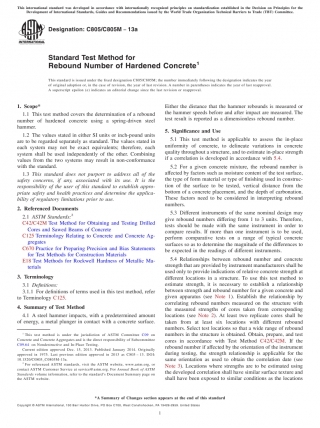 This international standard was developed in accordance with internationally recognized principles on standardization established in the Decision on Principles for the
Development of International Standards, Guides and Recommendations issued by the World Trade Organization Technical Barriers to Trade (TBT) Committee.
Designation: C805/C805M − 13a
INTERNATIONAL
Standard Test Method for
Rebound Number of Hardened Concrete1
This standard is issued under the fixed designation C805/C805M; the number immediately following the designation indicates the year
of original adoption or, in the case of revision, the year of last revision. A number in parentheses indicates the year of last reapproval.
A superscript epsilon (ε) indicates an editorial change since the last revision or reapproval.
1. Scope*
1.1 This test method covers the determination of a rebound
number of hardened concrete using a spring-driven steel
hammer.
1.2 The values stated in either SI units or inch-pound units
are to be regarded separately as standard. The values stated in
each system may not be exact equivalents; therefore, each
system shall be used independently of the other. Combining
values from the two systems may result in non-conformance
with the standard.
1.3 This standard does not purport to address all of the
safety concerns, if any, associated with its use. It is the
responsibility of the user of this standard to establish appro-
priate safety and health practices and determine the applica-
bility of regulatory limitations prior to use.
2. Referenced Documents
2.1 ASTM Standards:2
C42/C42M Test Method for Obtaining and Testing Drilled
Cores and Sawed Beams of Concrete
C125 Terminology Relating to Concrete and Concrete Ag-
gregates
C670 Practice for Preparing Precision and Bias Statements
for Test Methods for Construction Materials
E18 Test Methods for Rockwell Hardness of Metallic Ma-
terials
3. Terminology
3.1 Definitions:
3.1.1 For definitions of terms used in this test method, refer
to Terminology C125.
4. Summary of Test Method
4.1 A steel hammer impacts, with a predetermined amount
of energy, a metal plunger in contact with a concrete surface.
1 This test method is under the jurisdiction of ASTM Committee C09 on
Concrete and Concrete Aggregates and is the direct responsibility of Subcommittee
C09.64 on Nondestructive and In-Place Testing.
Current edition approved Dec. 15, 2013. Published January 2014. Originally
approved in 1975. Last previous edition approved in 2013 as C805 – 13. DOI:
10.1520/C0805_C0805M-13A.
2 For referenced ASTM standards, visit the ASTM website, www.astm.org, or
contact ASTM Customer Service at service@astm.org. For Annual Book of ASTM
Standards volume information, refer to the standard's Document Summary page on
the ASTM website.
Either the distance that the hammer rebounds is measured or
the hammer speeds before and after impact are measured. The
test result is reported as a dimensionless rebound number.
5. Significance and Use
5.1 This test method is applicable to assess the in-place
uniformity of concrete, to delineate variations in concrete
quality throughout a structure, and to estimate in-place strength
if a correlation is developed in accordance with 5.4.
5.2 For a given concrete mixture, the rebound number is
affected by factors such as moisture content of the test surface,
the type of form material or type of finishing used in construc-
tion of the surface to be tested, vertical distance from the
bottom of a concrete placement, and the depth of carbonation.
These factors need to be considered in interpreting rebound
numbers.
5.3 Different instruments of the same nominal design may
give rebound numbers differing from 1 to 3 units. Therefore,
tests should be made with the same instrument in order to
compare results. If more than one instrument is to be used,
perform comparative tests on a range of typical concrete
surfaces so as to determine the magnitude of the differences to
be expected in the readings of different instruments.
5.4 Relationships between rebound number and concrete
strength that are provided by instrument manufacturers shall be
used only to provide indications of relative concrete strength at
different locations in a structure. To use this test method to
estimate strength, it is necessary to establish a relationship
between strength and rebound number for a given concrete and
given apparatus (see Note 1). Establish the relationship by
correlating rebound numbers measured on the structure with
the measured strengths of cores taken from corresponding
locations (see Note 2). At least two replicate cores shall be
taken from at least six locations with different rebound
numbers. Select test locations so that a wide range of rebound
numbers in the structure is obtained. Obtain, prepare, and test
cores in accordance with Test Method C42/C42M. If the
rebound number if affected by the orientation of the instrument
during testing, the strength relationship is applicable for the
same orientation as used to obtain the correlation date (see
Note 3). Locations where strengths are to be estimated using
the developed correlation shall have similar surface texture and
shall have been exposed to similar conditions as the locations
*A Summary of Changes section appears at the end of this standard
Copyright © ASTM International, 100 Barr Harbor Drive, PO Box C700, West Conshohocken, PA 19428-2959. United States
1